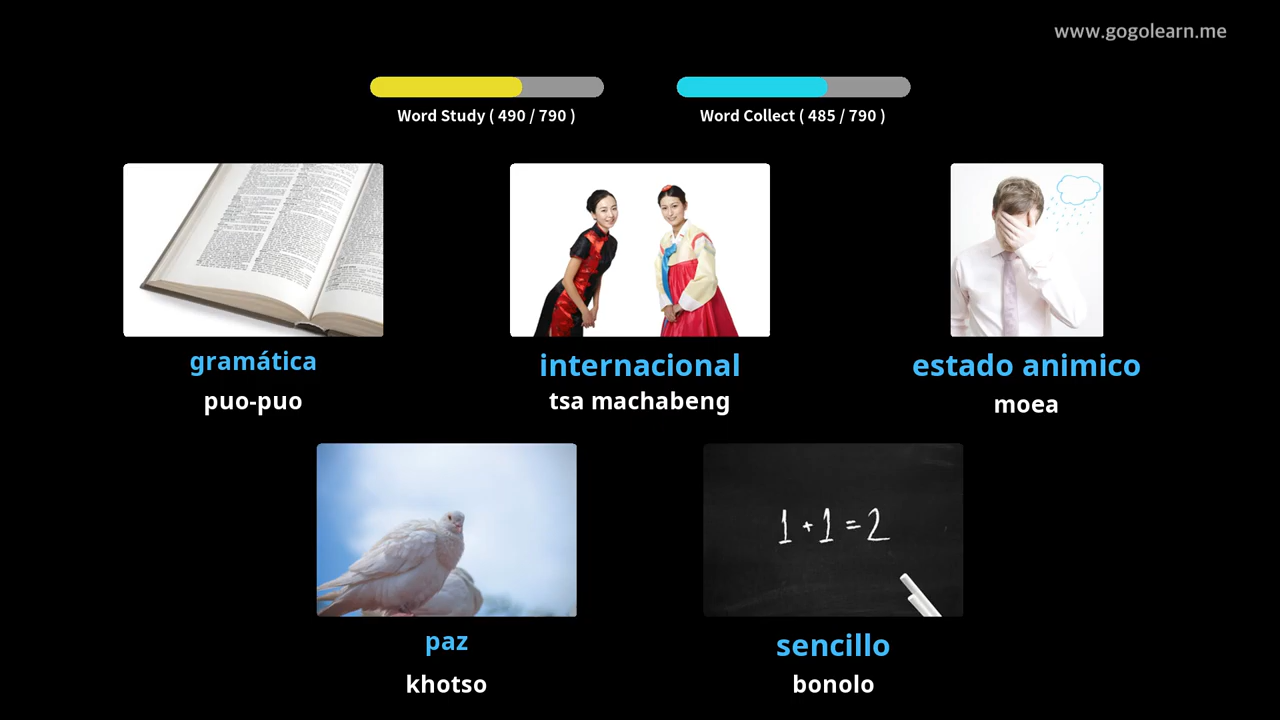 www.gogolearn.me
Word Study ( 490 / 790 )
Word Collect ( 485 / 790 )
gramática
puo-puo
internacional
tsa machabeng
estado animico
moea
1 + 1 = 2
paz
khotso
sencillo
bonolo